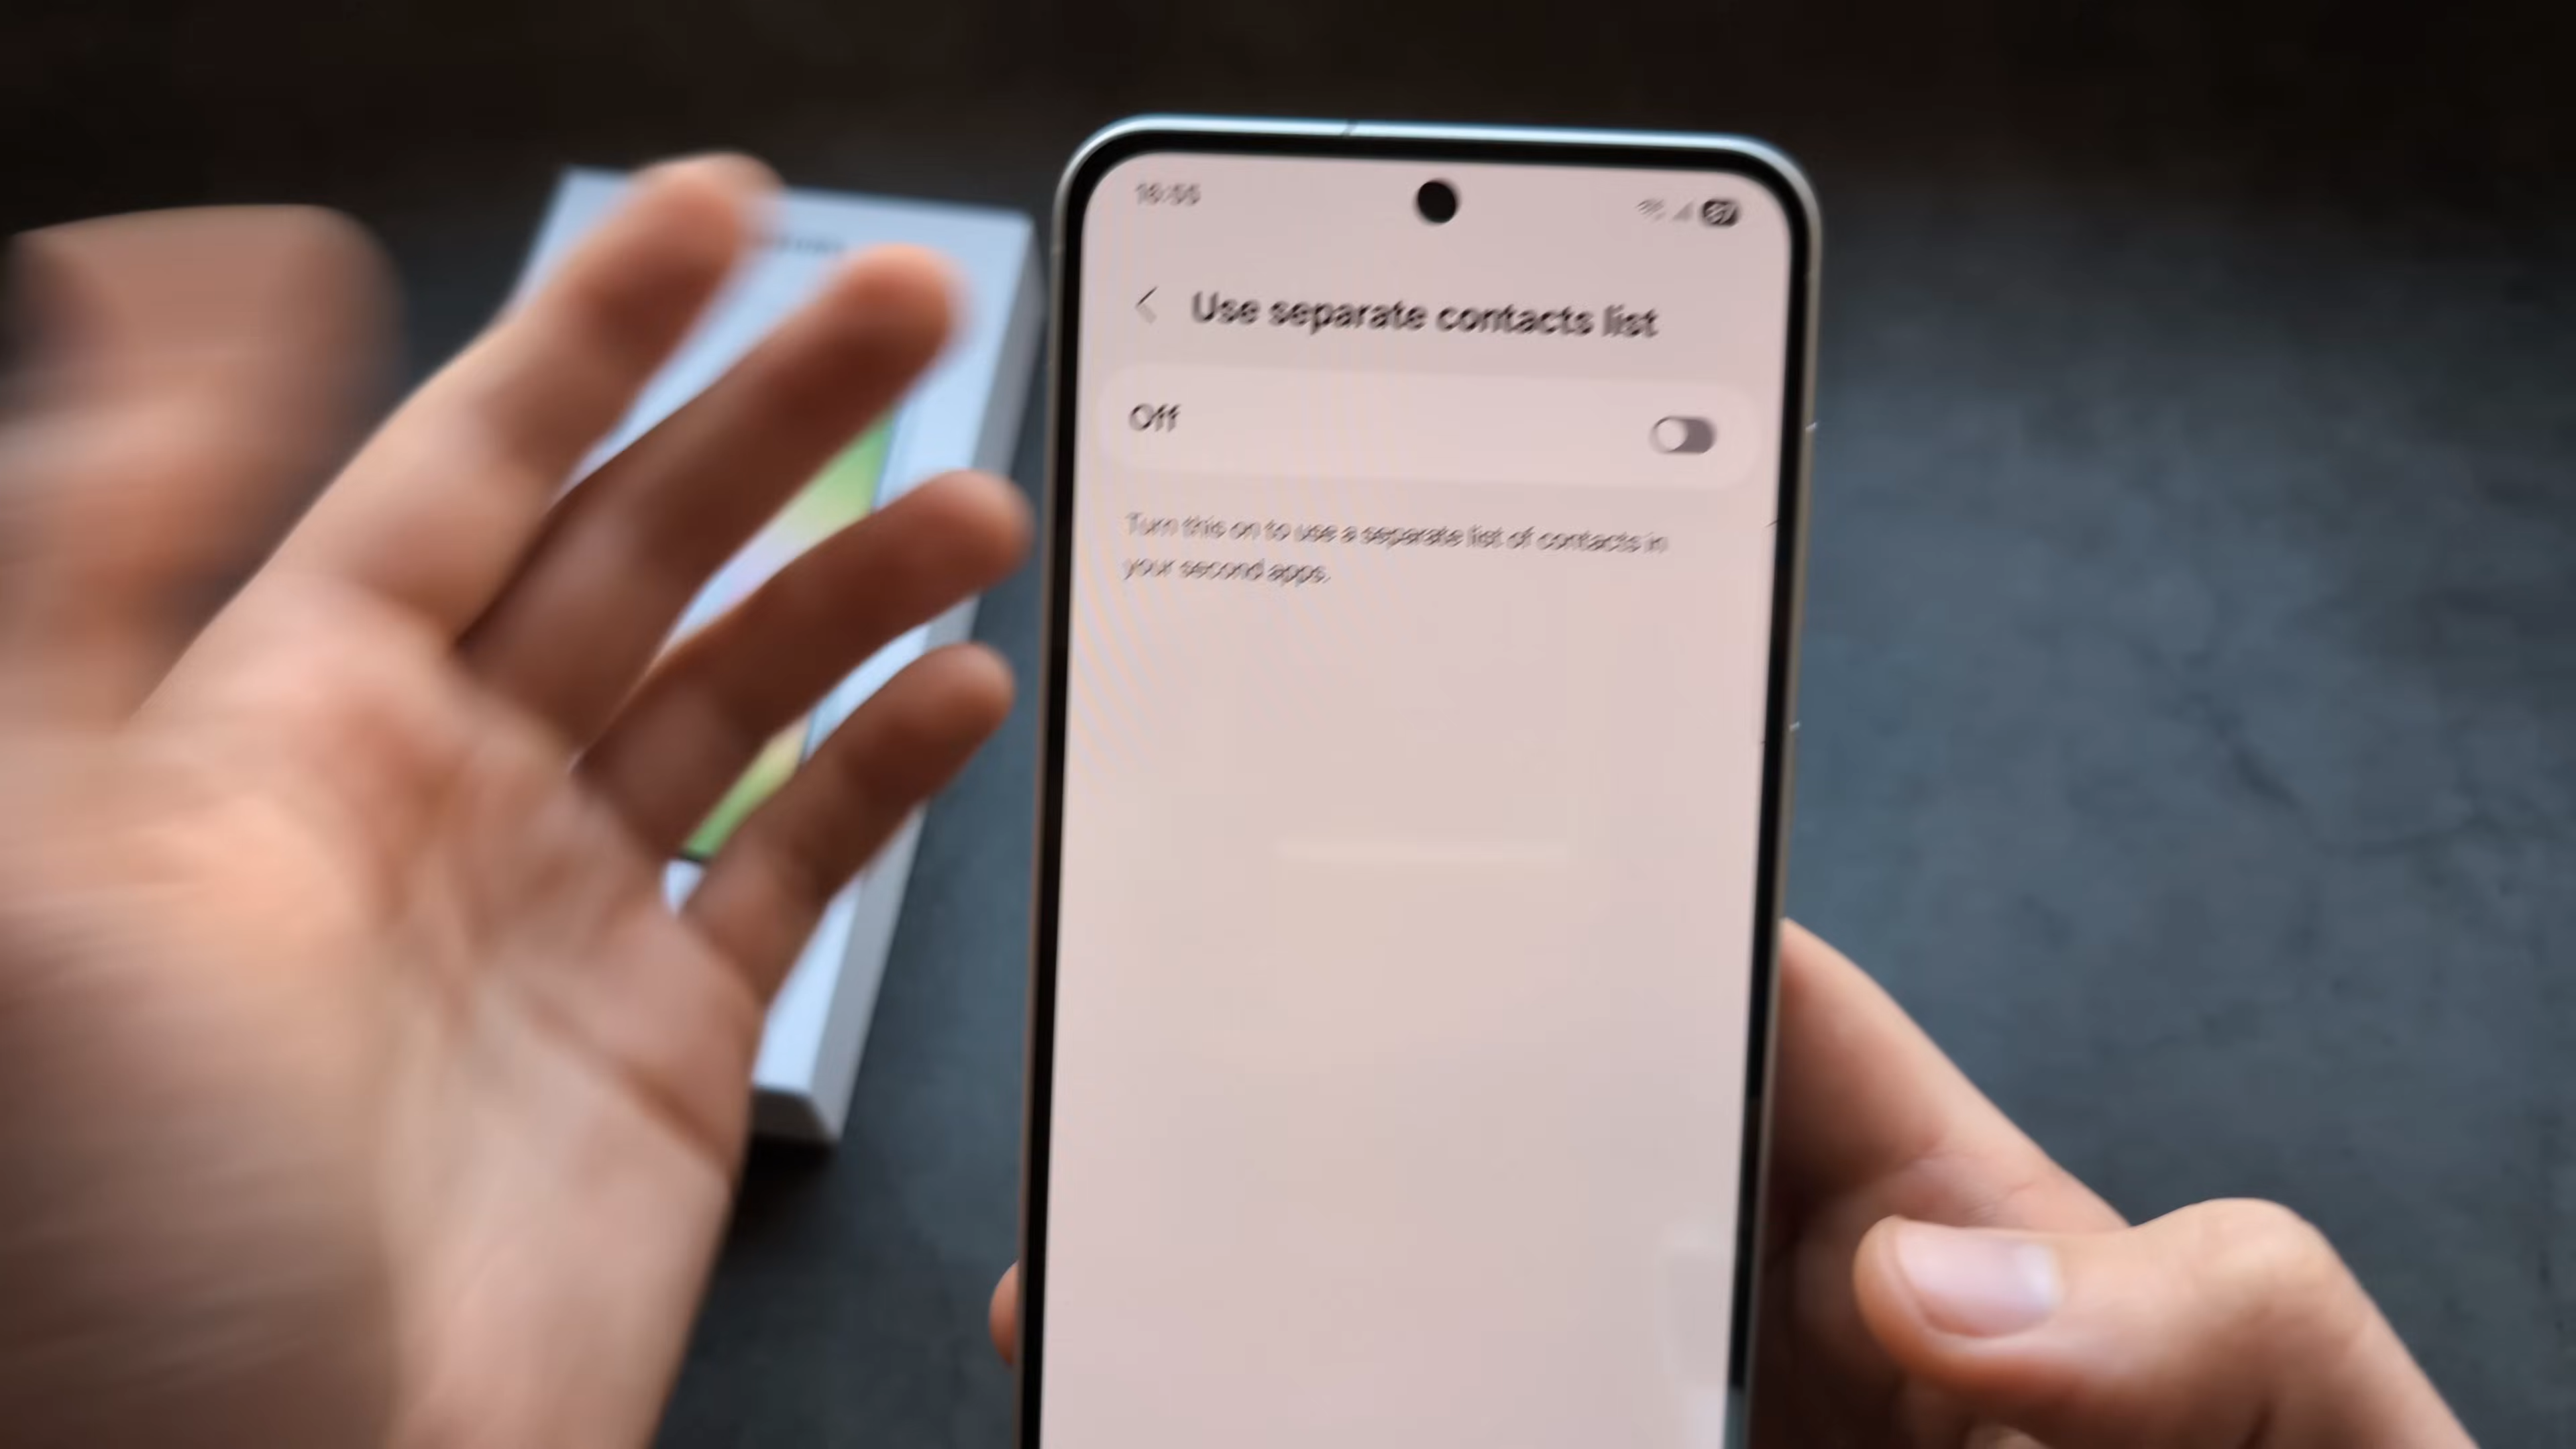 Use separate contacts list
Off
Turn this on to use a separate list of contacts in
your second apps.